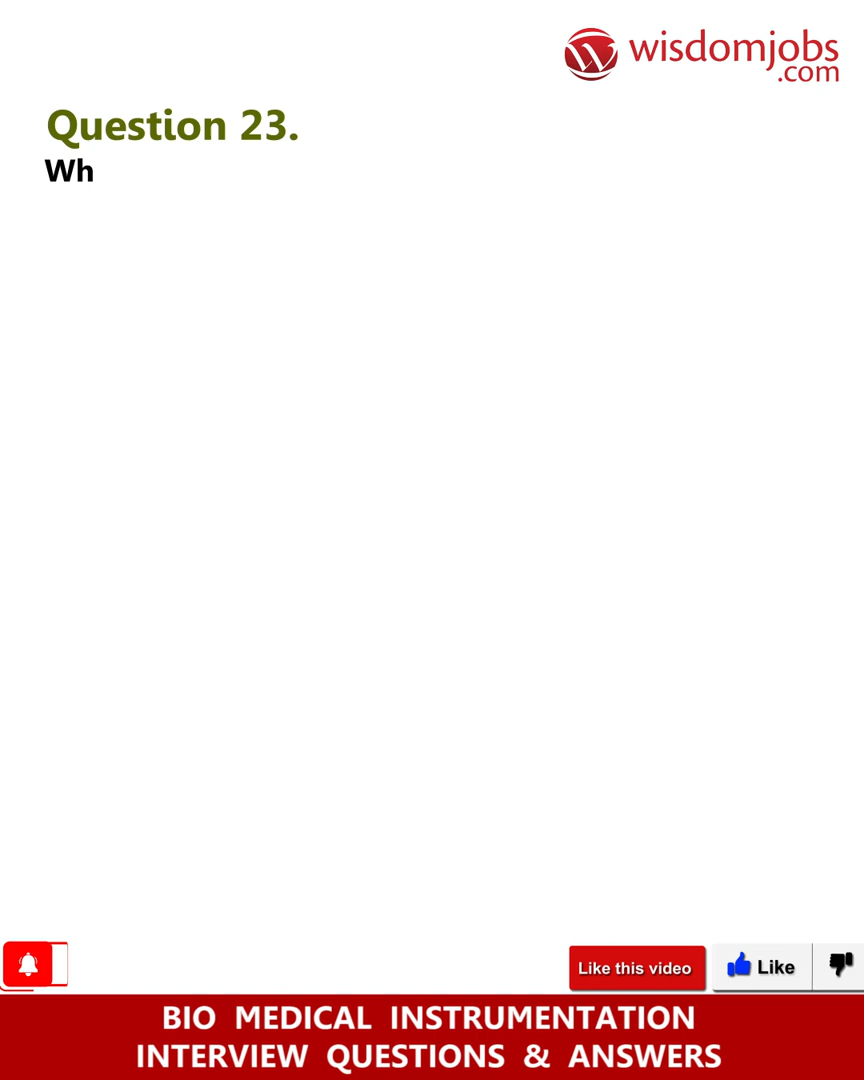 wisdomjobs
.com
Question 23.
Wh
Like this video
Like
BIO MEDICAL INSTRUMENTATION
INTERVIEW QUESTIONS & ANSWERS